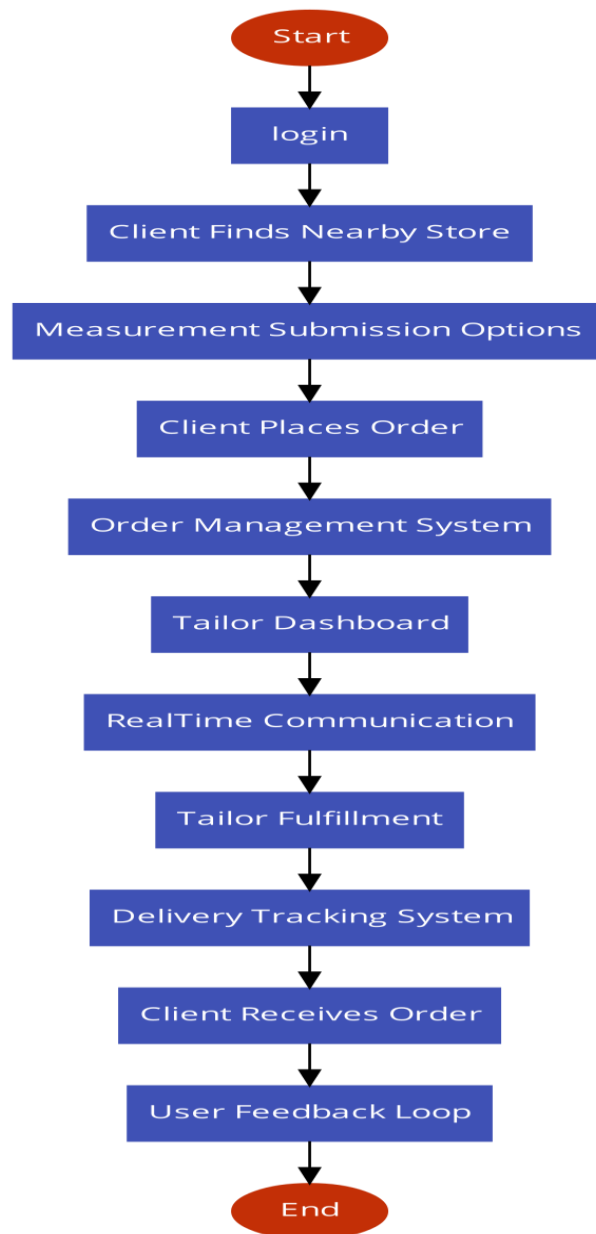 Start
login
Client Finds Nearby Store
Measurement Submission Options
Client Places Order
Order Management System
Tailor Dashboard
RealTime Communication
Tailor Fulfillment
Delivery Tracking System
Client Receives Order
User Feedback Loop
End